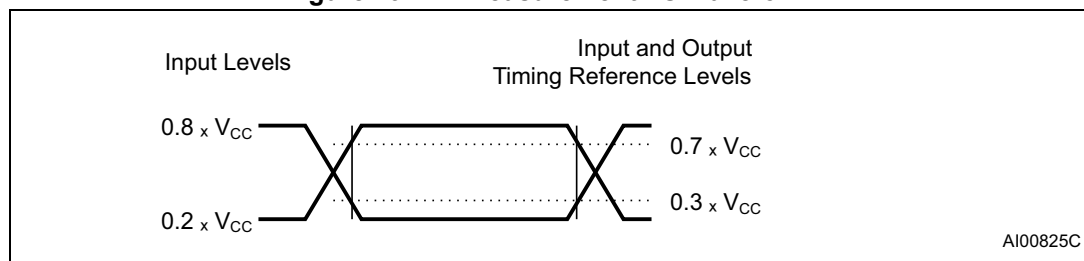 Input Levels
Input and Output
Timing Reference Levels
0.8 x VCC
0.7 x VCC
0.3 x VCC
0.2 x VCC
AI00825C